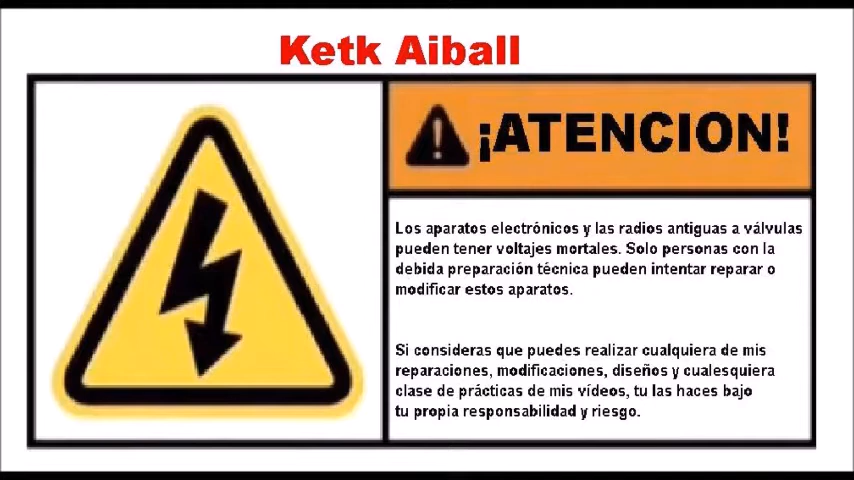 Ketk Aiball
¡ATENCION!
Los aparatos electrónicos y las radios antiguas a válvulas
pueden tener voltajes mortales. Solo personas con la
debida preparación técnica pueden intentar reparar o
modificar estos aparatos.
Si consideras que puedes realizar cualquiera de mis
reparaciones, modificaciones, diseños y cualesquiera
clase de prácticas de mis vídeos, tu las haces bajo
tu propia responsabilidad y riesgo.